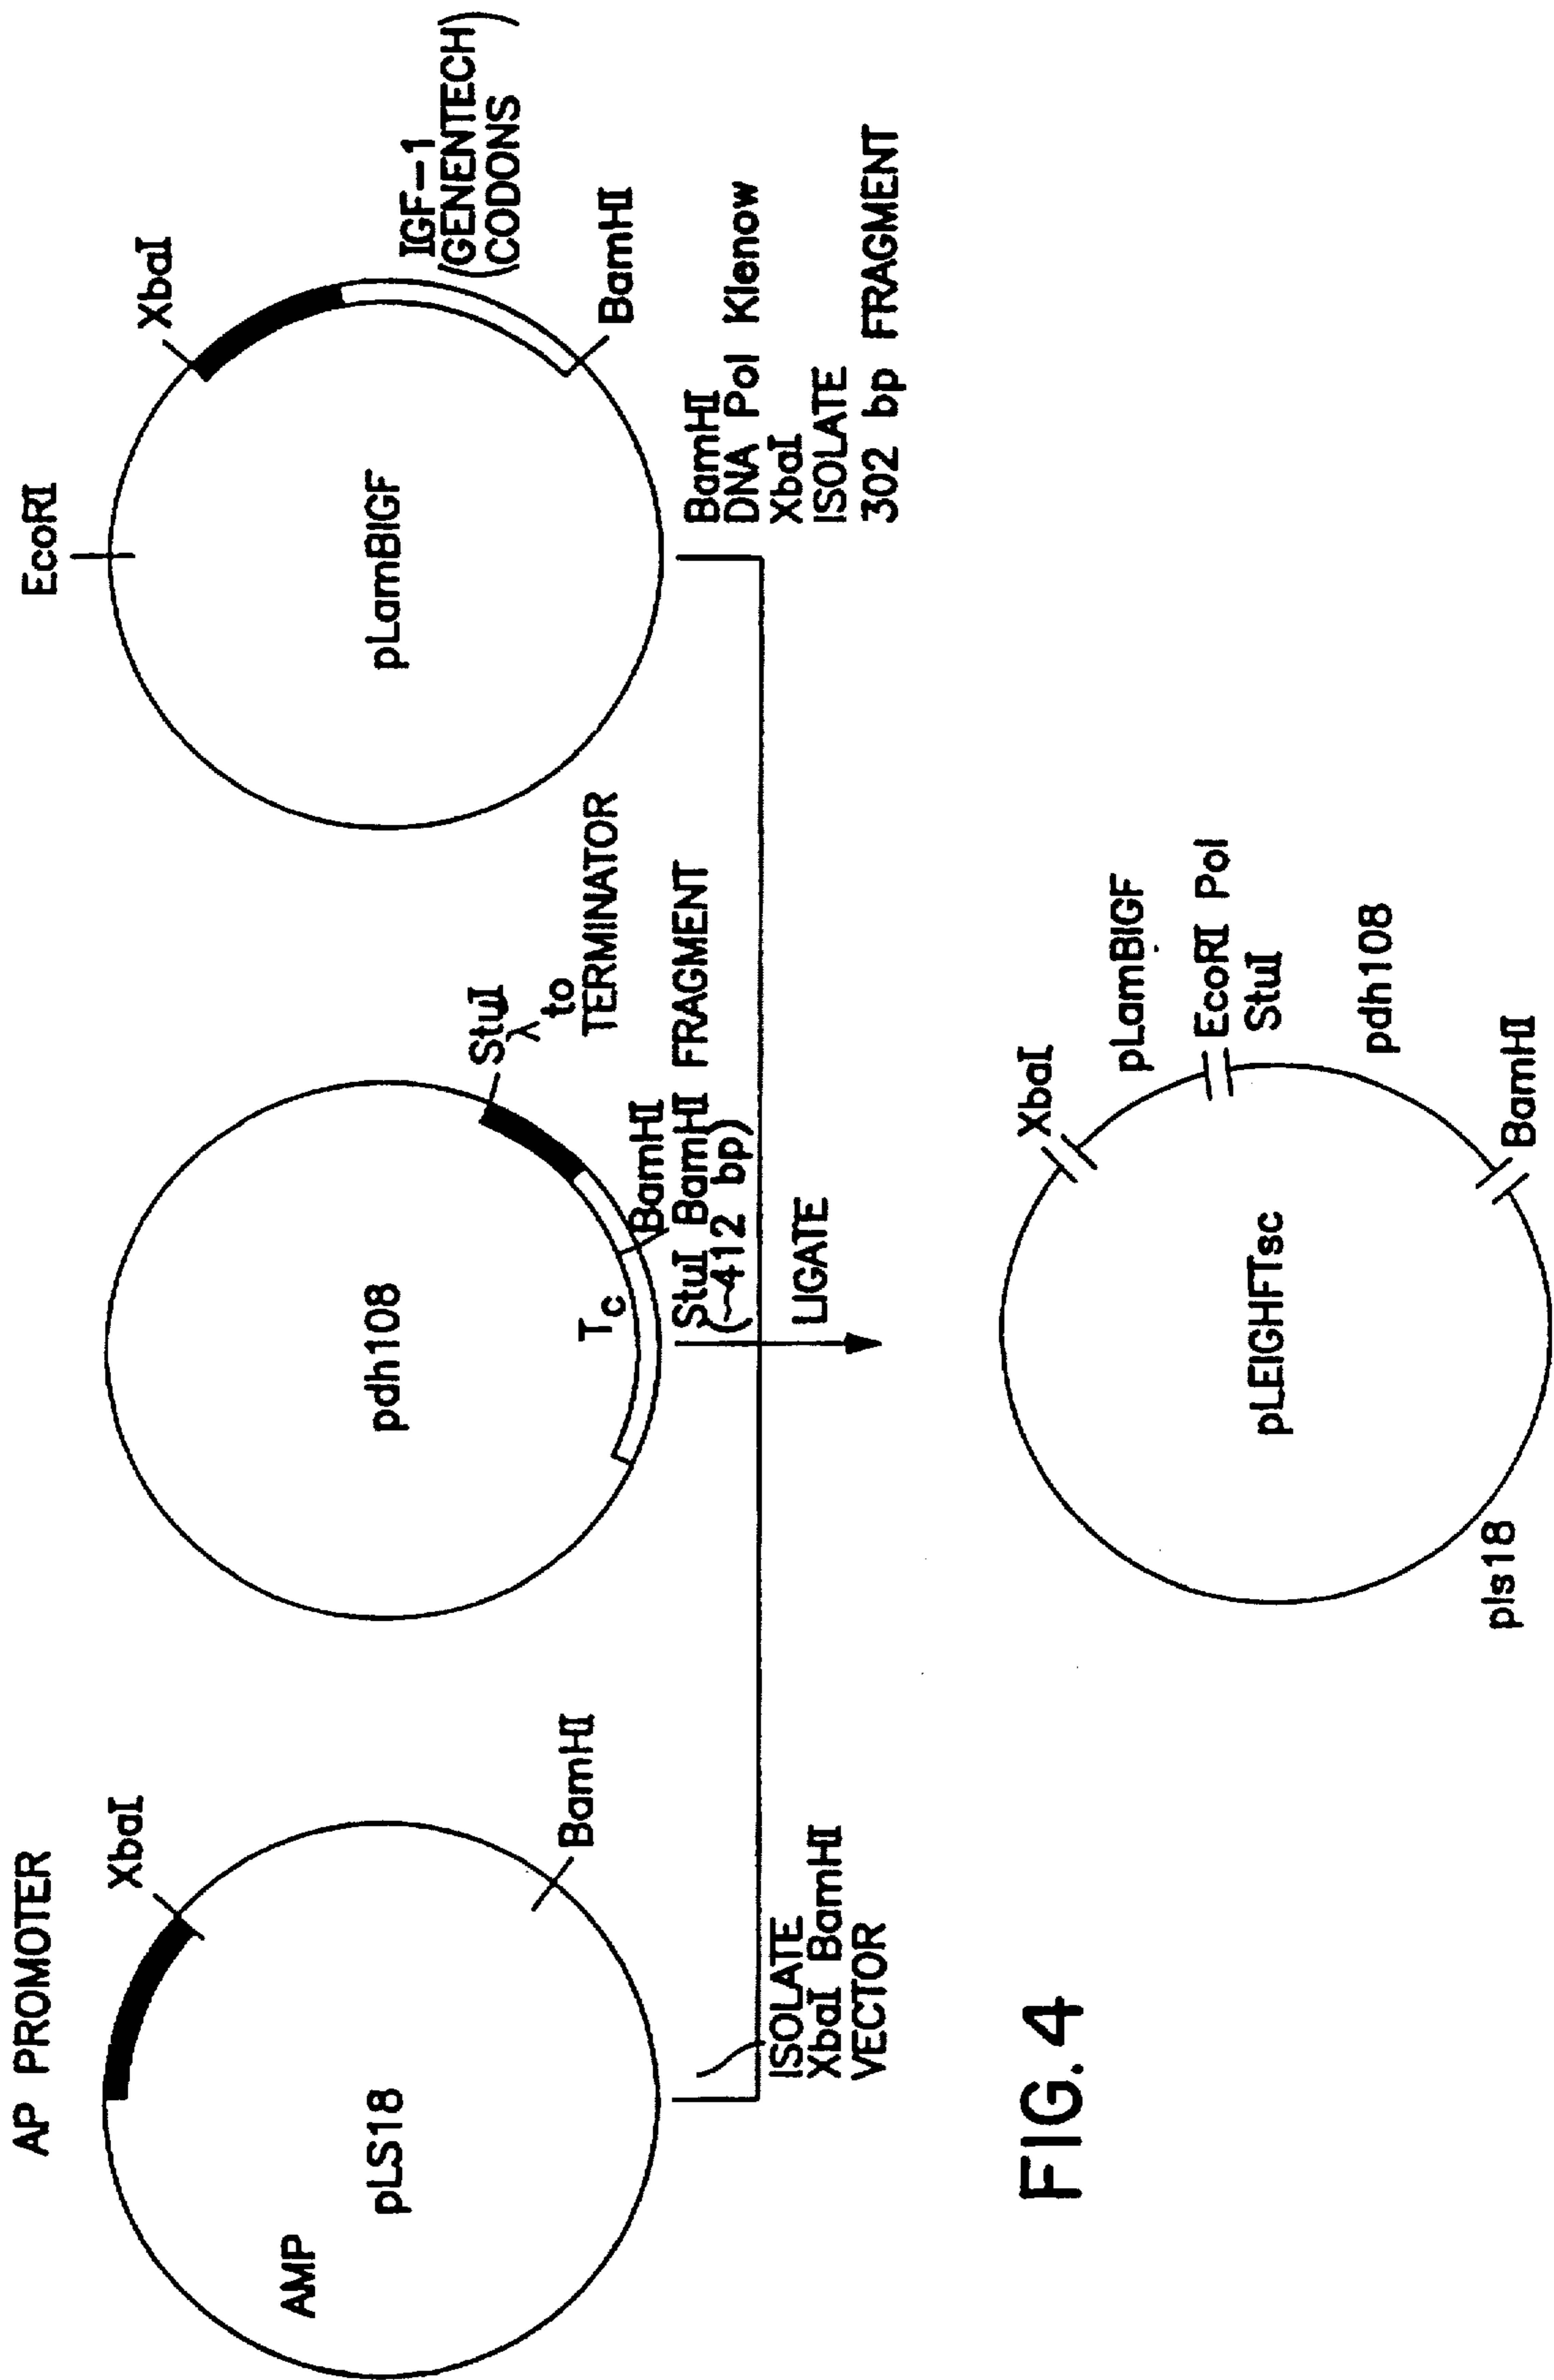 AP PROMOTER
XbaI
AMP
pLS18
BamHI
ISOLATE
XbaI BamHI
VECTOR
pdh108
StuI
λ
to
TERMINATOR
Tc
BamHI
StuI BamHI FRAGMENT
(~412 bp)
LIGATE
EcoRI
XbaI
pLamBIGF
IGF-1
(GENENTECH)
(CODONS)
BamHI
BamHI
DNA Pol Klenow
XbaI
ISOLATE
302 bp FRAGMENT
XbaI
pLamBIGF
EcoRI Pol
StuI
pLEIGHFTsc
pdh108
BamHI
pls18
FIG. 4